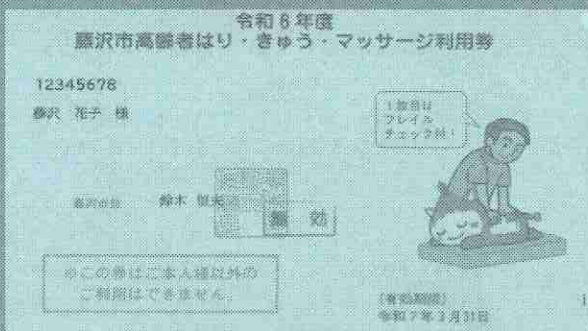 令和6年度
藤沢市高齢者はり・きゅう・マッサージ利用券
12345678
藤沢 花子 様
1枚目は
フレイル
チェック付!
藤沢市長 鈴木 恒夫
無効
※この券はご本人様以外の
ご利用はできません。
(有効期限)
令和7年3月31日